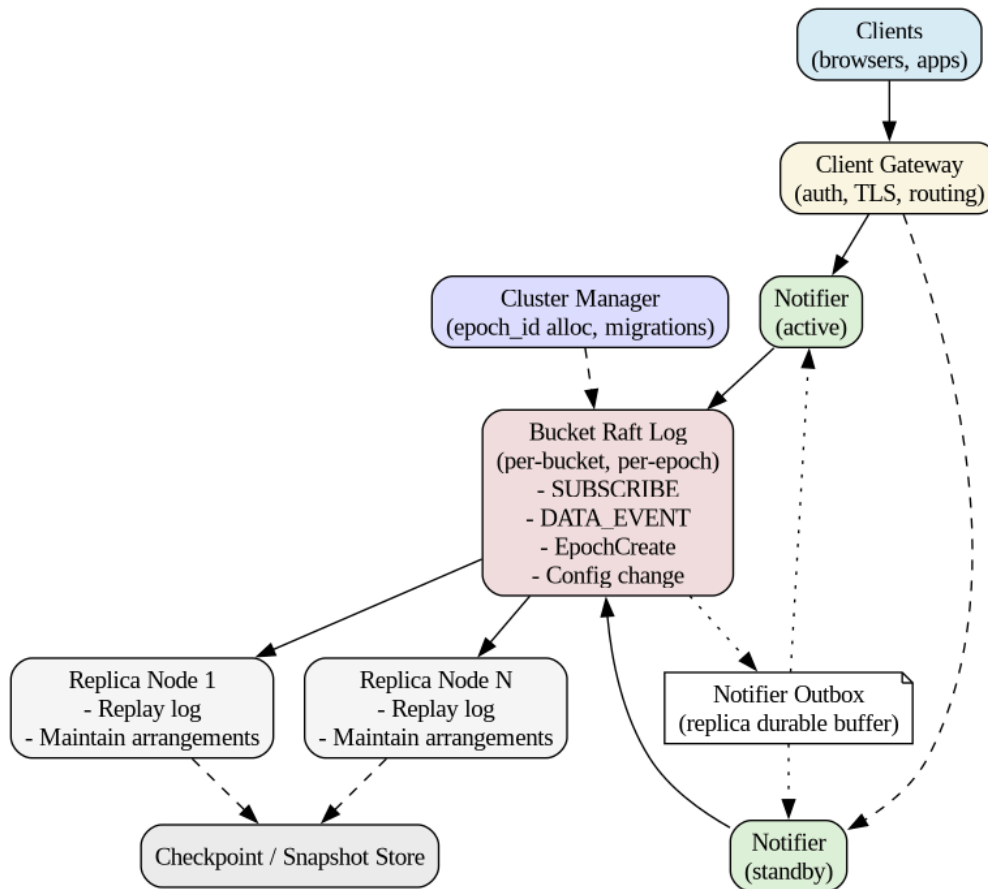 Clients
(browsers, apps)
Client Gateway
(auth, TLS, routing)
Cluster Manager
(epoch_id alloc, migrations)
Notifier
(active)
Bucket Raft Log
(per-bucket, per-epoch)
- SUBSCRIBE
- DATA_EVENT
- EpochCreate
- Config change
Replica Node 1
- Replay log
- Maintain arrangements
Replica Node N
- Replay log
- Maintain arrangements
Notifier Outbox
(replica durable buffer)
Checkpoint / Snapshot Store
Notifier
(standby)